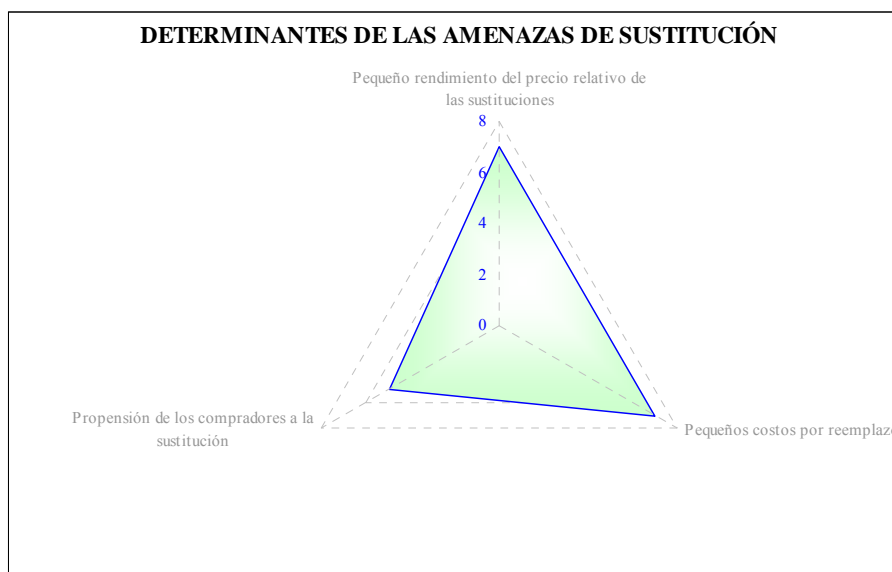 DETERMINANTES DE LAS AMENAZAS DE SUSTITUCIÓN
Pequeño rendimiento del precio relativo de
las sustituciones
8
6
4
2
0
Propensión de los compradores a la
sustitución
Pequeños costos por reemplazo